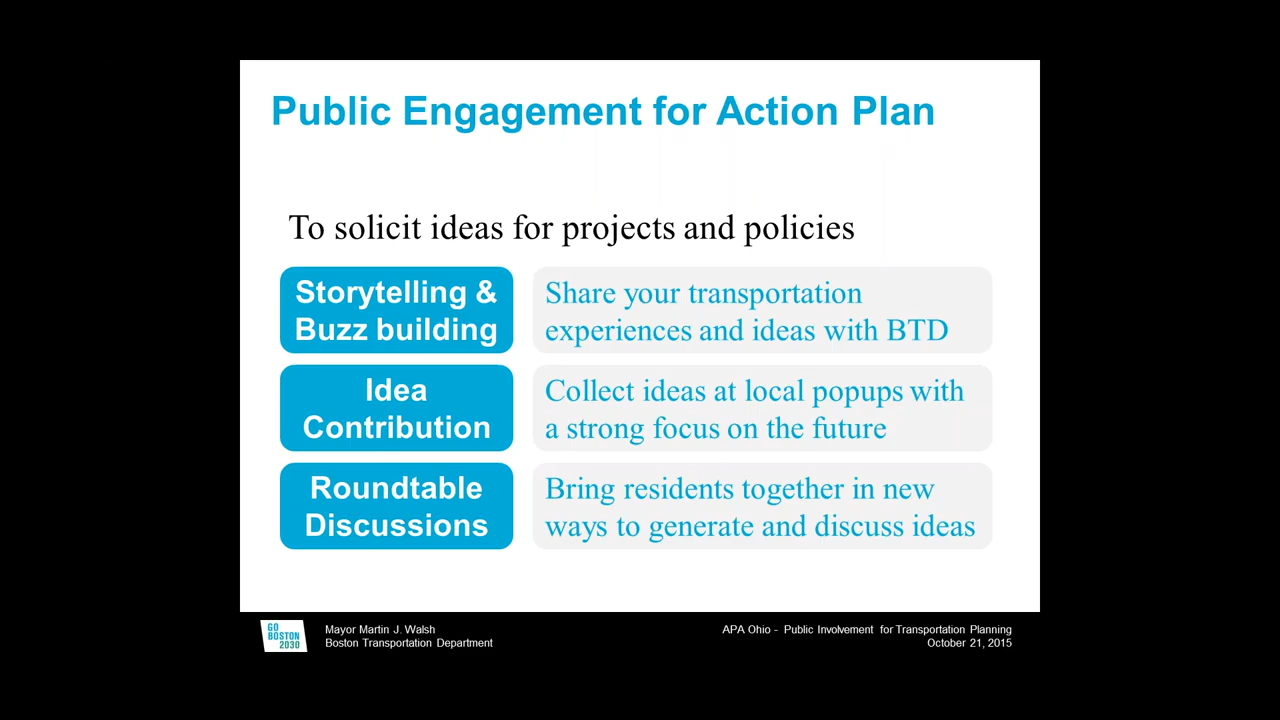 Public Engagement for Action Plan
To solicit ideas for projects and policies
Storytelling &
Buzz building
Share your transportation
experiences and ideas with BTD
Idea
Contribution
Collect ideas at local popups with
a strong focus on the future
Roundtable
Discussions
Bring residents together in new
ways to generate and discuss ideas
GO
BOSTON
2030
Mayor Martin J. Walsh
Boston Transportation Department
APA Ohio - Public Involvement for Transportation Planning
October 21, 2015